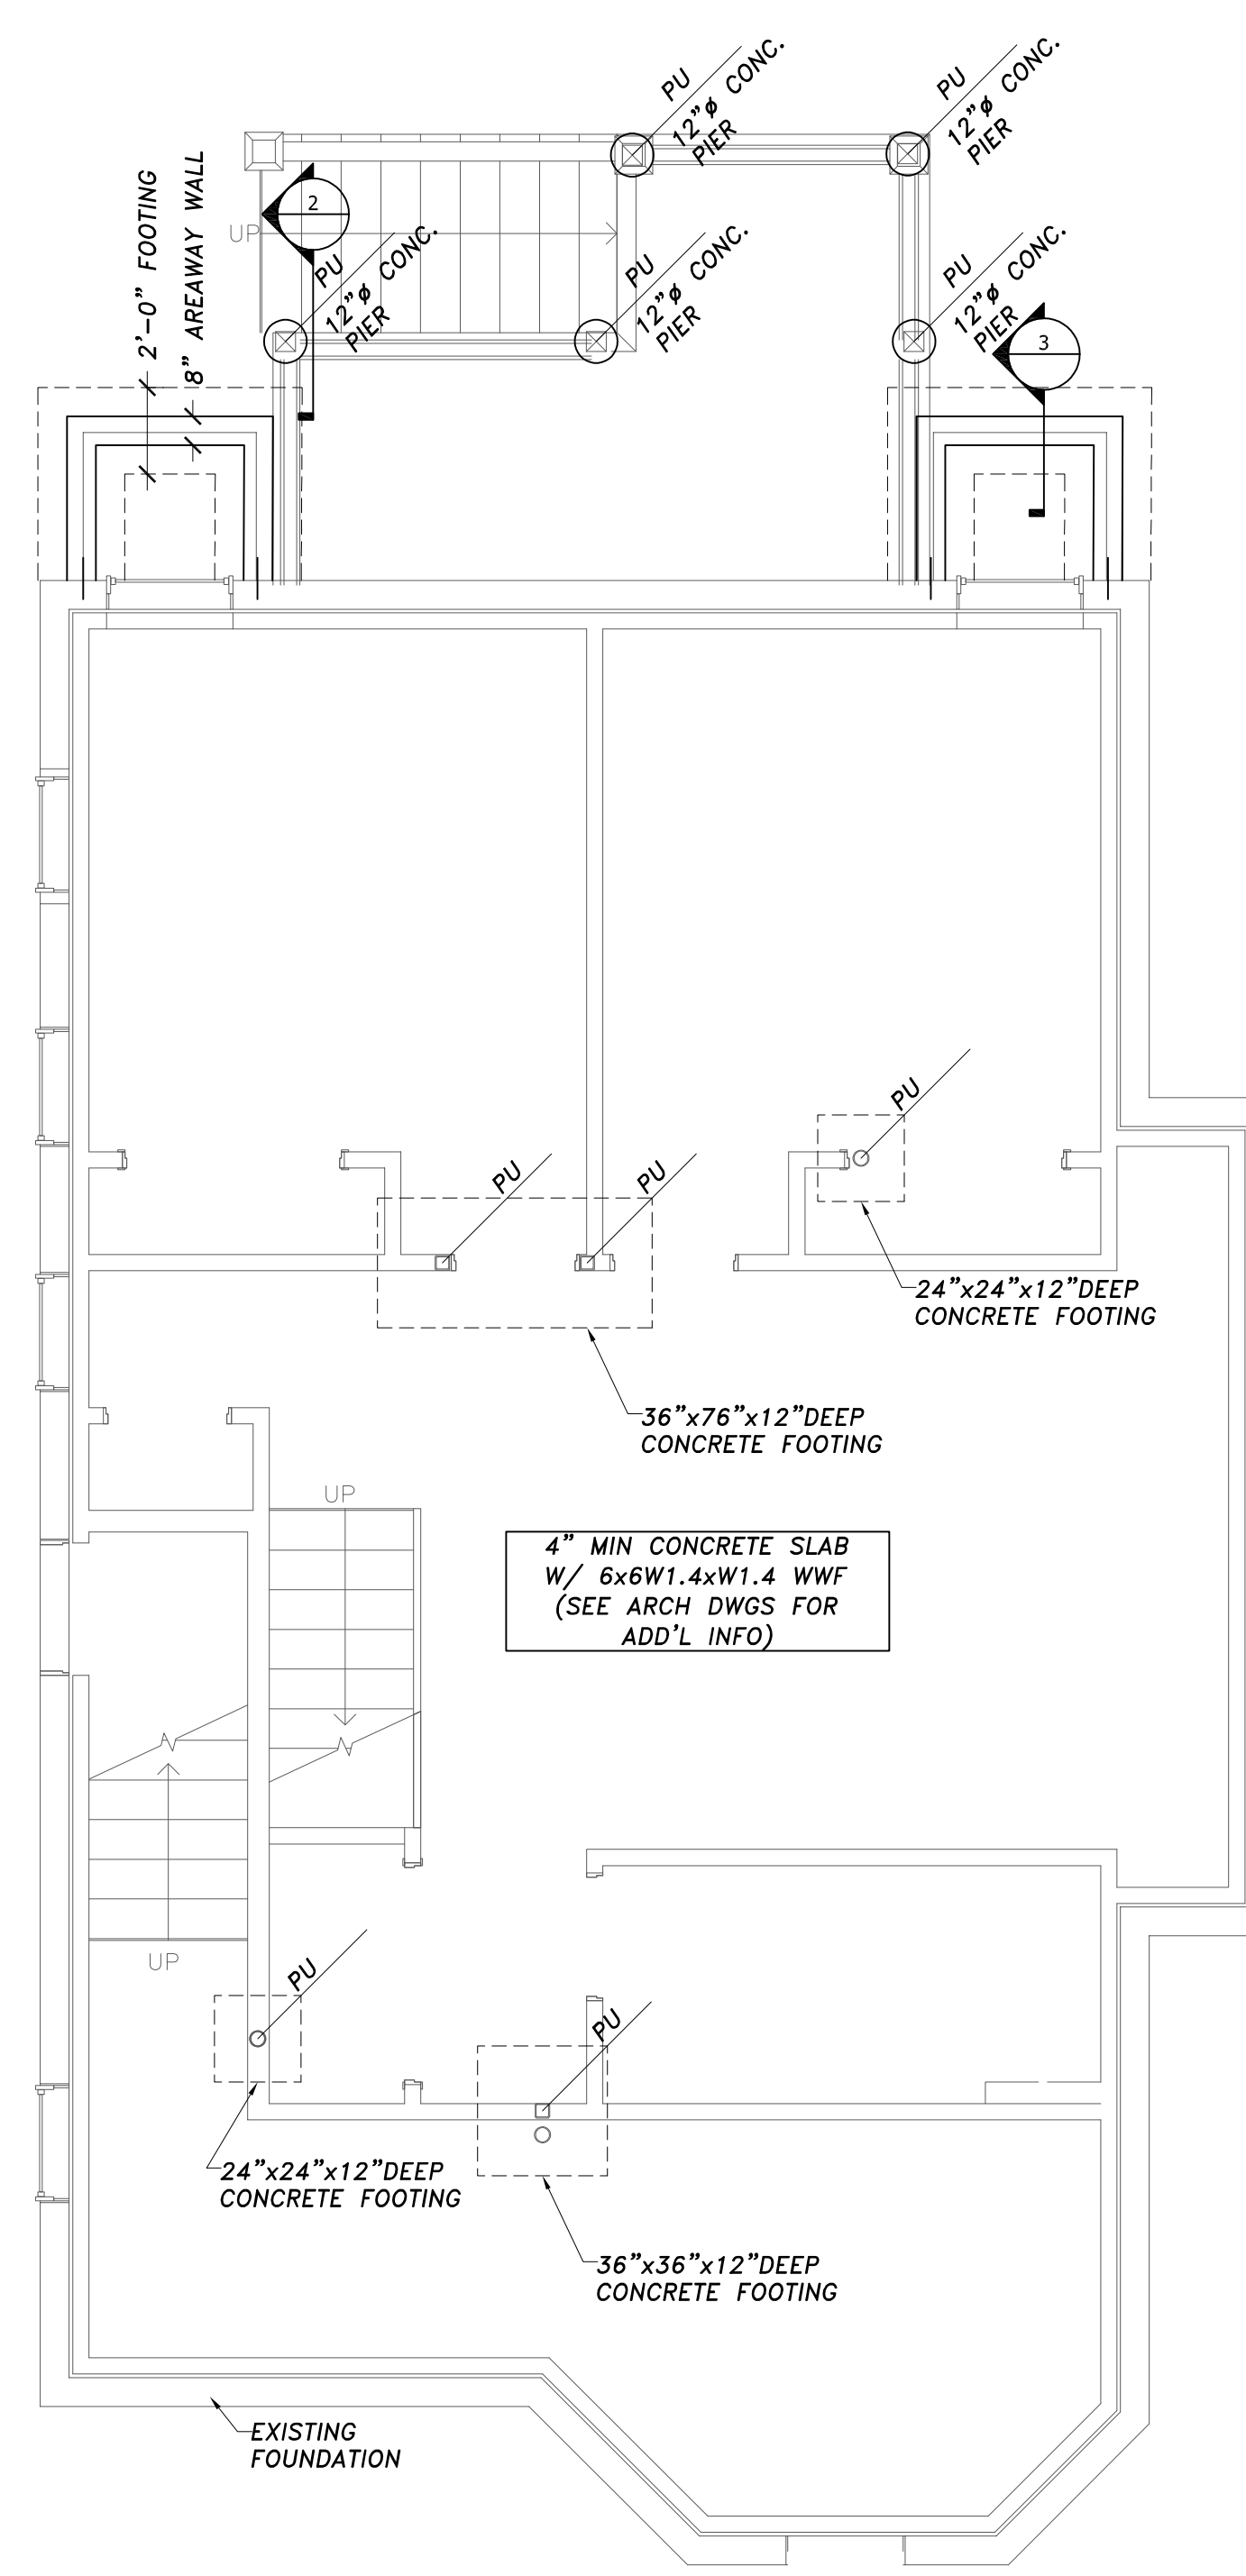 PU
12"ø CONC.
PIER
PU
12"ø CONC.
PIER
2'-0" FOOTING
8" AREAWAY WALL
2
UP
PU
12"ø CONC.
PIER
PU
12"ø CONC.
PIER
PU
12"ø CONC.
PIER
3
PU
PU
PU
24"x24"x12"DEEP
CONCRETE FOOTING
36"x76"x12"DEEP
CONCRETE FOOTING
UP
4" MIN CONCRETE SLAB
W/ 6x6W1.4xW1.4 WWF
(SEE ARCH DWGS FOR
ADD'L INFO)
UP
PU
PU
24"x24"x12"DEEP
CONCRETE FOOTING
36"x36"x12"DEEP
CONCRETE FOOTING
EXISTING
FOUNDATION